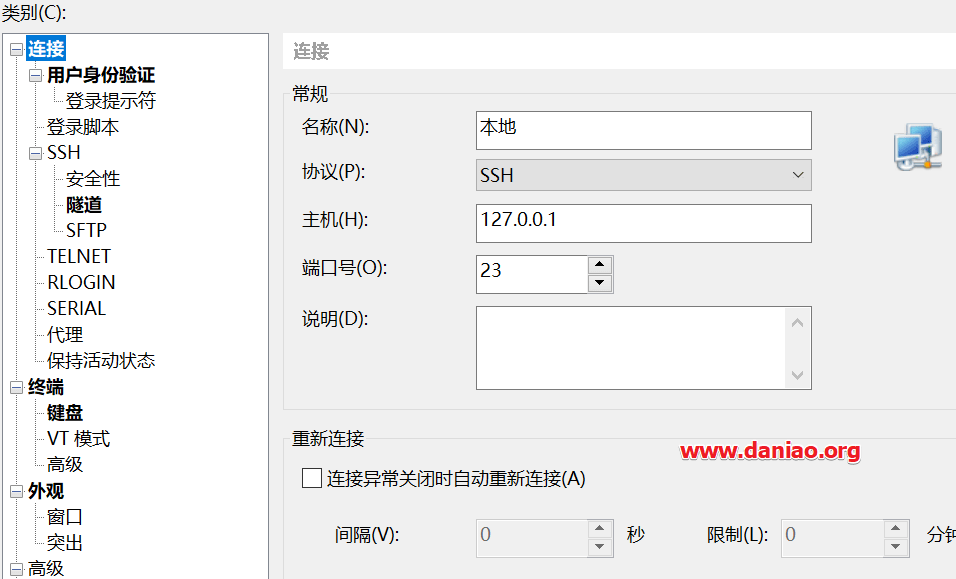 类别(C):
连接
用户身份验证
登录提示符
登录脚本
SSH
安全性
隧道
SFTP
TELNET
RLOGIN
SERIAL
代理
保持活动状态
终端
键盘
VT 模式
高级
外观
窗口
突出
高级
连接
常规
名称(N):
本地
协议(P):
SSH
主机(H):
127.0.0.1
端口号(O):
23
说明(D):
重新连接
www.daniao.org
连接异常关闭时自动重新连接(A)
间隔(V):
0
秒
限制(L):
0
分钟